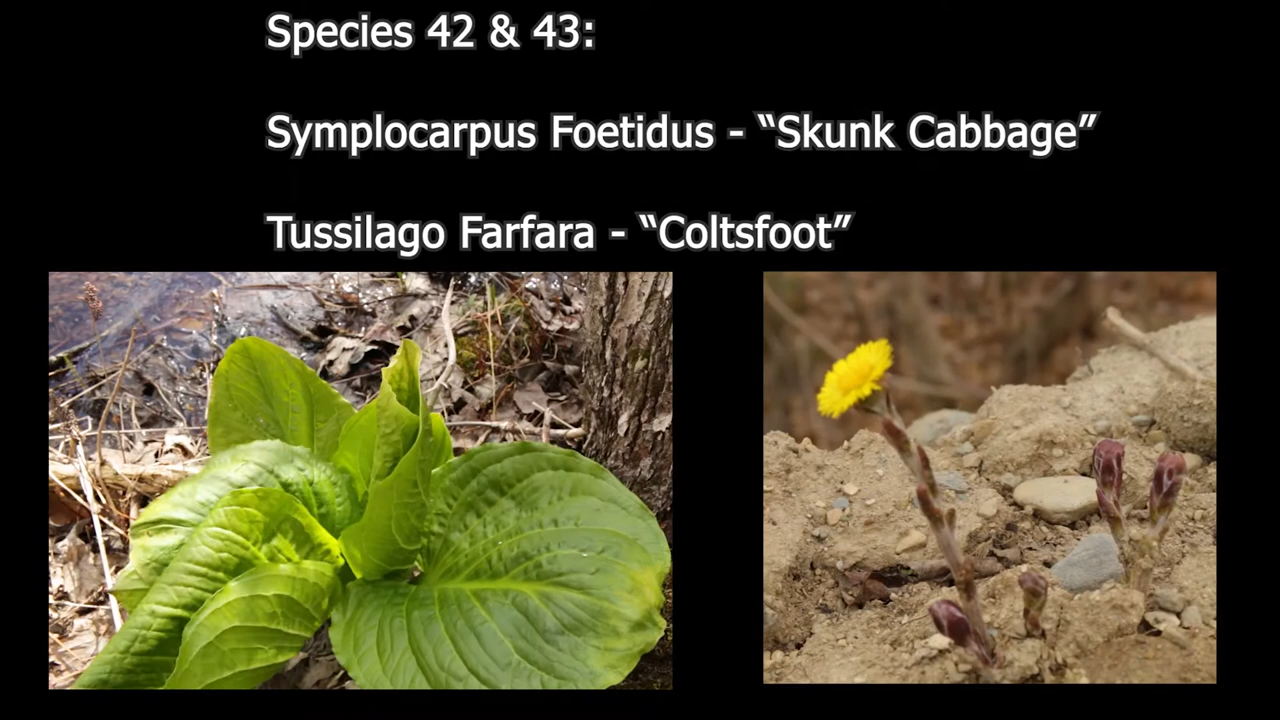 Species 42 & 43:
Symplocarpus Foetidus - “Skunk Cabbage”
Tussilago Farfara - “Coltsfoot”